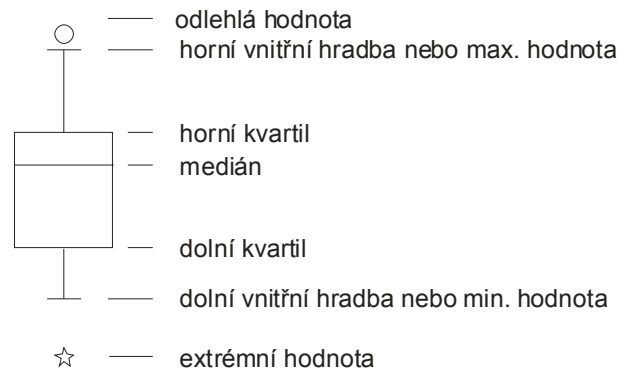 odlehlá hodnota
horní vnitřní hradba nebo max. hodnota
horní kvartil
medián
dolní kvartil
dolní vnitřní hradba nebo min. hodnota
extrémní hodnota